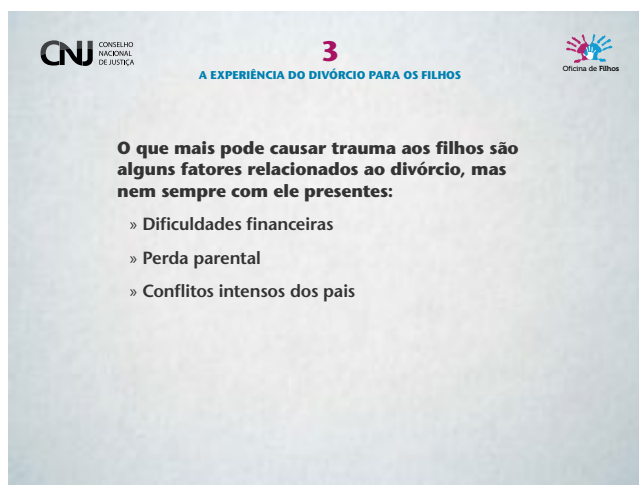 CNJ
CONSELHO
NACIONAL
DE JUSTIÇA
3
A EXPERIÊNCIA DO DIVÓRCIO PARA OS FILHOS
Oficina de Filhos
O que mais pode causar trauma aos filhos são
alguns fatores relacionados ao divórcio, mas
nem sempre com ele presentes:
» Dificuldades financeiras
» Perda parental
» Conflitos intensos dos pais